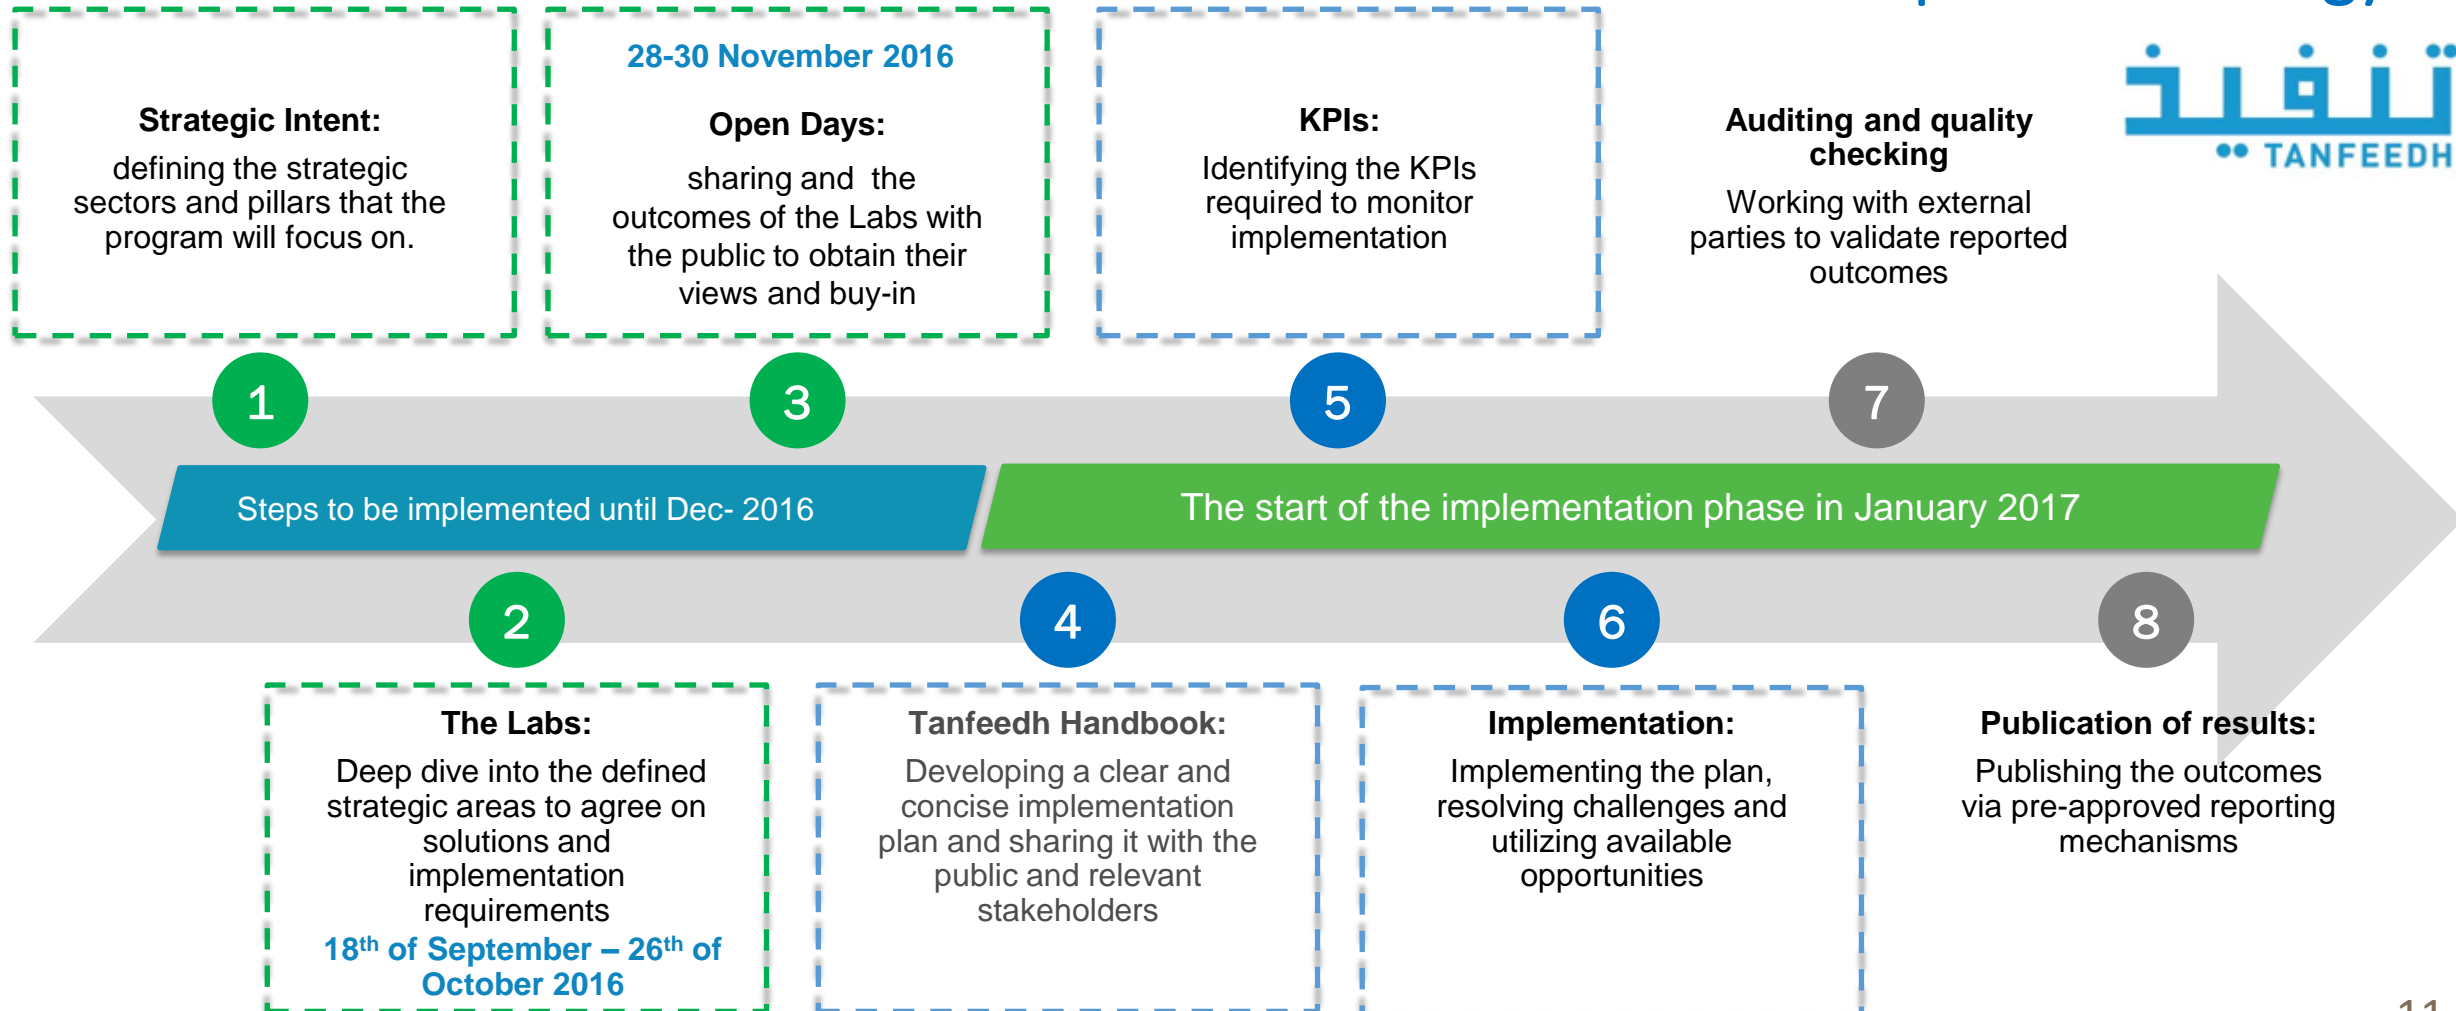 Strategic Intent:
defining the strategic
sectors and pillars that the
program will focus on.
28-30 November 2016
Open Days:
sharing and  the
outcomes of the Labs with
the public to obtain their
views and buy-in
KPIs:
Identifying the KPIs
required to monitor
implementation
Auditing and quality
checking
Working with external
parties to validate reported
outcomes
تنفيذ
TANFEEDH
1
3
5
7
Steps to be implemented until Dec- 2016
The start of the implementation phase in January 2017
2
4
6
8
The Labs:
Deep dive into the defined
strategic areas to agree on
solutions and
implementation
requirements
18th of September – 26th of
October 2016
Tanfeedh Handbook:
Developing a clear and
concise implementation
plan and sharing it with the
public and relevant
stakeholders
Implementation:
Implementing the plan,
resolving challenges and
utilizing available
opportunities
Publication of results:
Publishing the outcomes
via pre-approved reporting
mechanisms
11